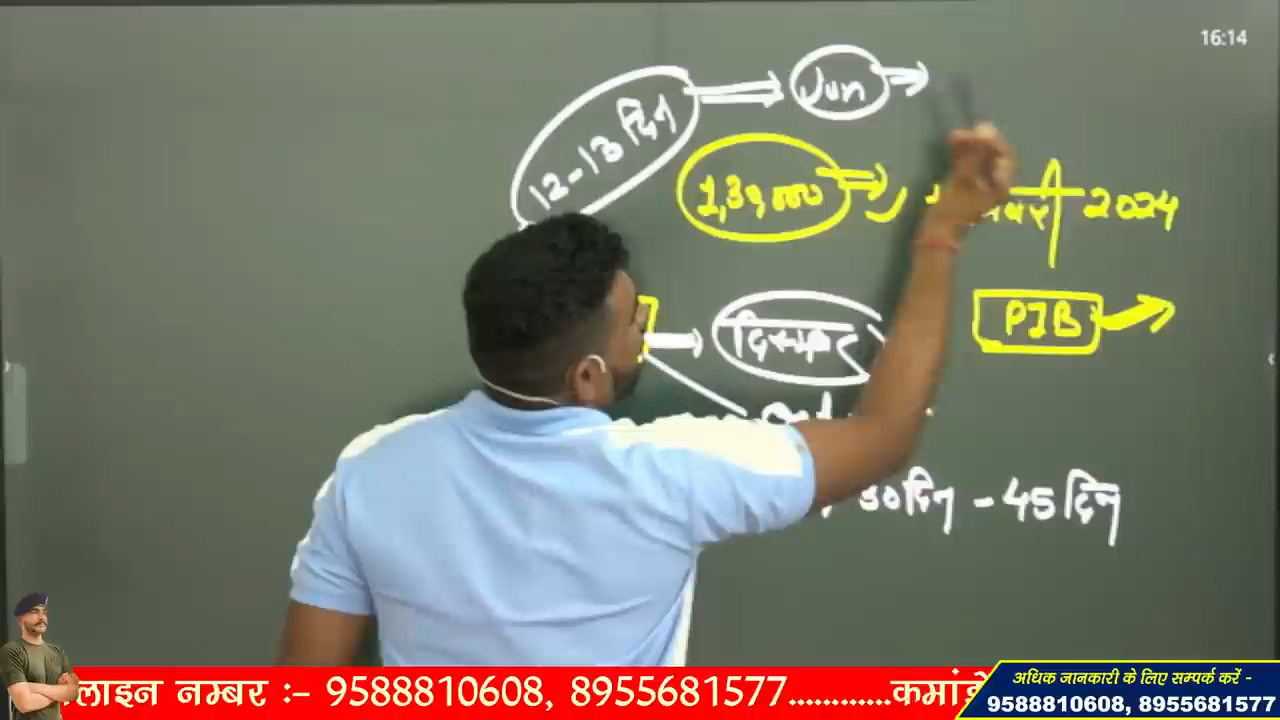 16:14
12-13 दिन Jun
1,39,000 2024
दिसम्बर PIB
30 दिन - 45 दिन
लाइन नम्बर :- 9588810608, 8955681577............कमांडो
अधिक जानकारी के लिए सम्पर्क करें -
9588810608, 8955681577